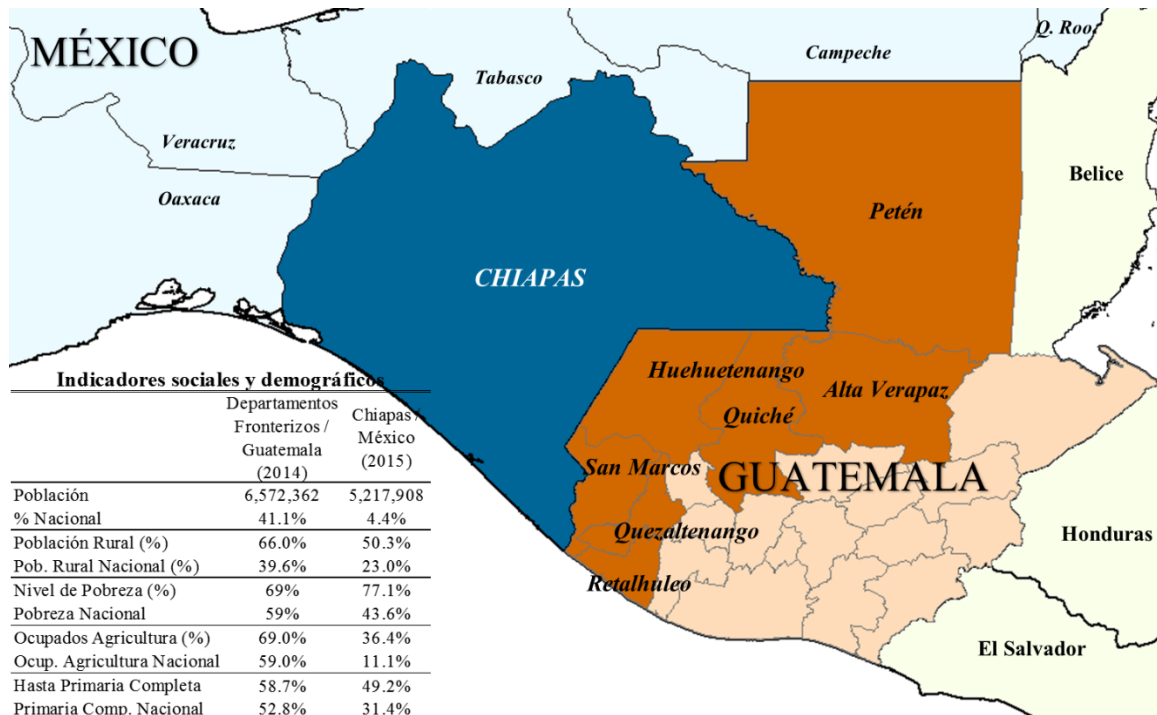 MÉXICO
Campeche
Q. Roo
Tabasco
Veracruz
Oaxaca
Belice
Petén
CHIAPAS
Huehuetenango
Alta Verapaz
Quiché
San Marcos
GUATEMALA
Quezaltenango
Honduras
Retalhuleo
El Salvador
Indicadores sociales y demográficos
Departamentos Fronterizos / Guatemala (2014) Chiapas / México (2015)
Población 6,572,362 5,217,908
% Nacional 41.1% 4.4%
Población Rural (%) 66.0% 50.3%
Pob. Rural Nacional (%) 39.6% 23.0%
Nivel de Pobreza (%) 69% 77.1%
Pobreza Nacional 59% 43.6%
Ocupados Agricultura (%) 69.0% 36.4%
Ocup. Agricultura Nacional 59.0% 11.1%
Hasta Primaria Completa 58.7% 49.2%
Primaria Comp. Nacional 52.8% 31.4%